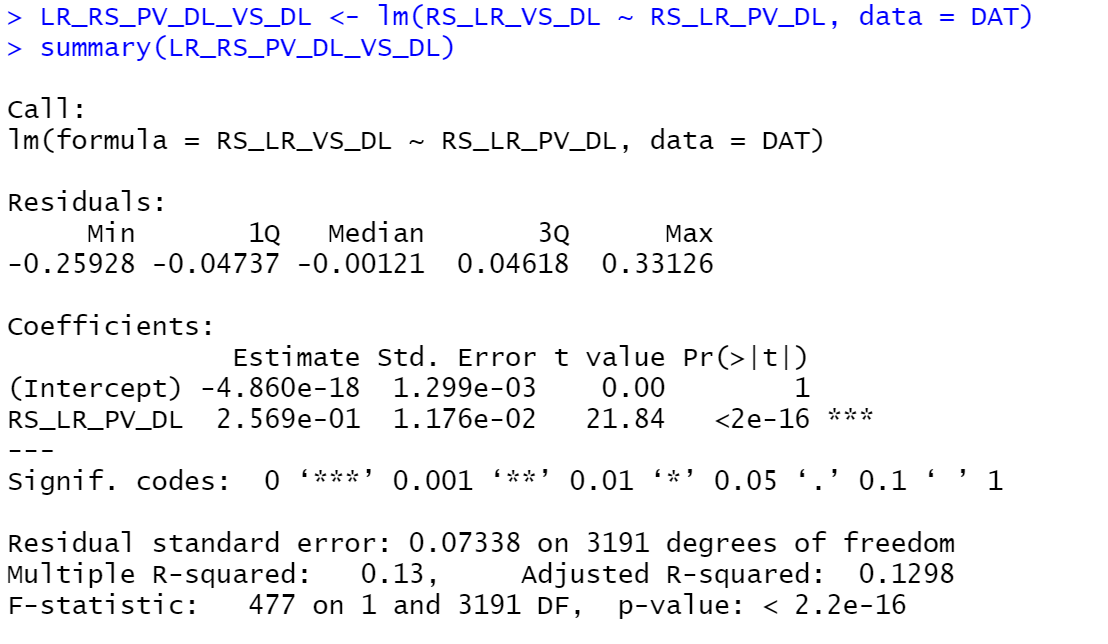 > LR_RS_PV_DL_VS_DL <- lm(RS_LR_VS_DL ~ RS_LR_PV_DL, data = DAT)
> summary(LR_RS_PV_DL_VS_DL)
Call:
lm(formula = RS_LR_VS_DL ~ RS_LR_PV_DL, data = DAT)
Residuals:
     Min       1Q   Median       3Q      Max
-0.25928 -0.04737 -0.00121  0.04618  0.33126
Coefficients:
              Estimate Std. Error t value Pr(>|t|)
(Intercept) -4.860e-18  1.299e-03    0.00        1
RS_LR_PV_DL  2.569e-01  1.176e-02   21.84   <2e-16 ***
---
Signif. codes:  0 ‘***’ 0.001 ‘**’ 0.01 ‘*’ 0.05 ‘.’ 0.1 ‘ ’ 1
Residual standard error: 0.07338 on 3191 degrees of freedom
Multiple R-squared:   0.13,	Adjusted R-squared:  0.1298
F-statistic:   477 on 1 and 3191 DF,  p-value: < 2.2e-16